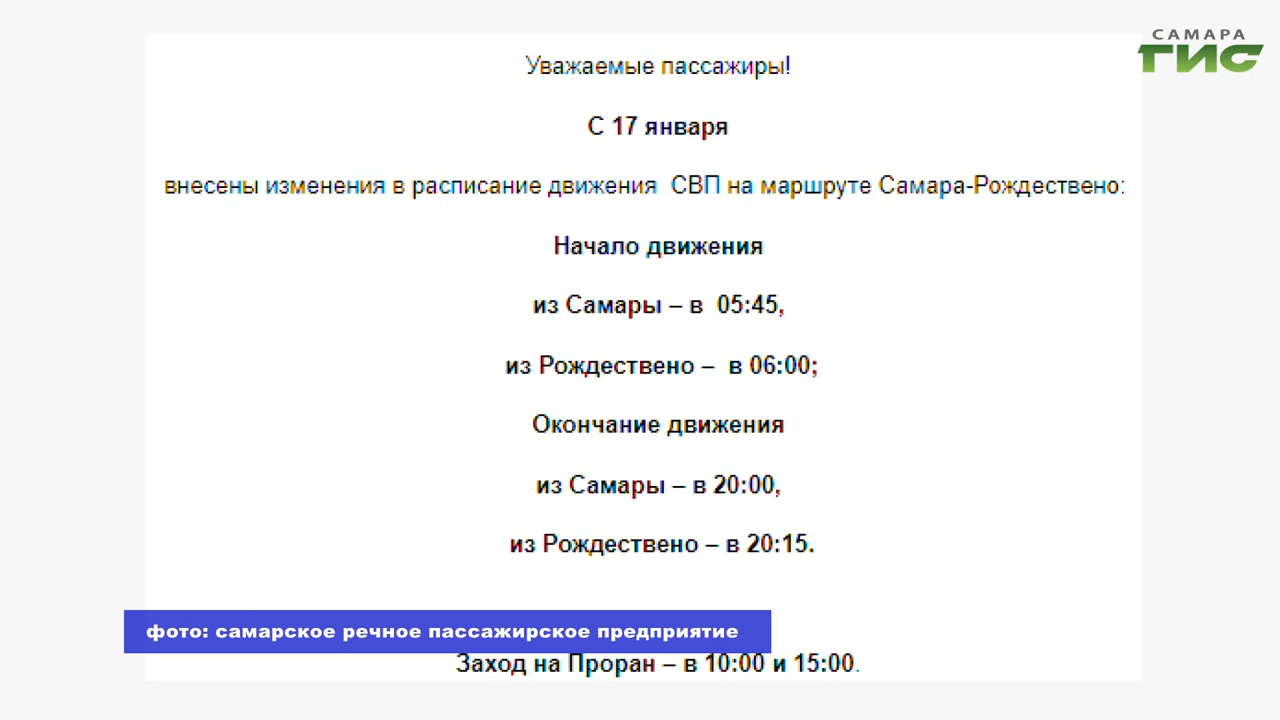 САМАРА
ГИС
Уважаемые пассажиры!
С 17 января
внесены изменения в расписание движения СВП на маршруте Самара-Рождествено:
Начало движения
из Самары – в 05:45,
из Рождествено – в 06:00;
Окончание движения
из Самары – в 20:00,
из Рождествено – в 20:15.
фото: самарское речное пассажирское предприятие
Заход на Проран – в 10:00 и 15:00.